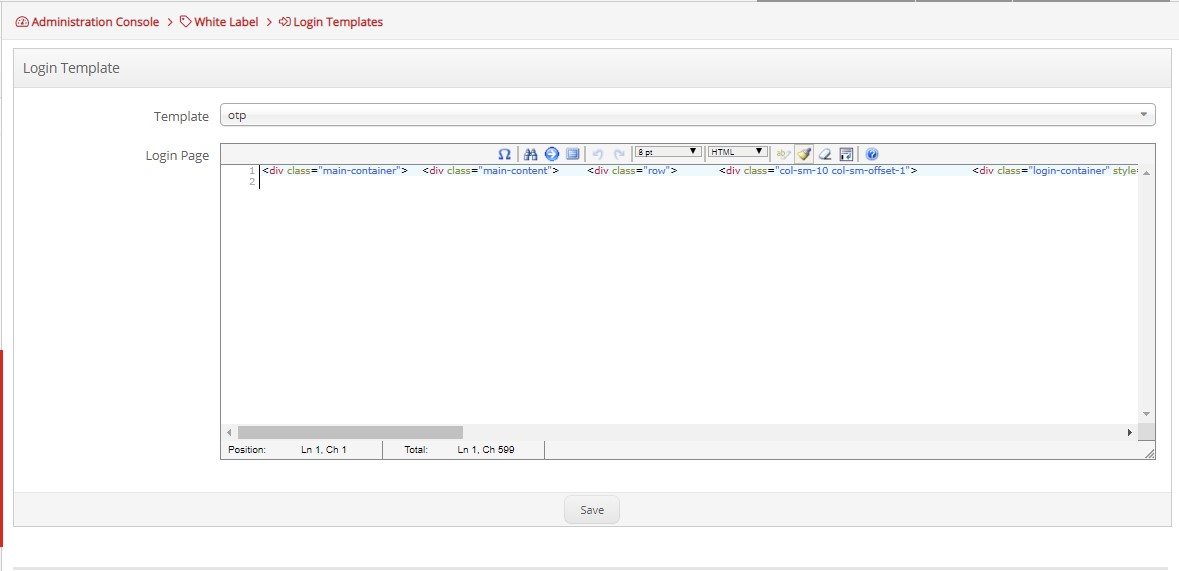 Administration Console > White Label > Login Templates
Login Template
Template otp
Login Page
8 pt HTML
1 <div class="main-container"> <div class="main-content"> <div class="row"> <div class="col-sm-10 col-sm-offset-1"> <div class="login-container" style=
2
Position: Ln 1, Ch 1 Total: Ln 1, Ch 599
Save